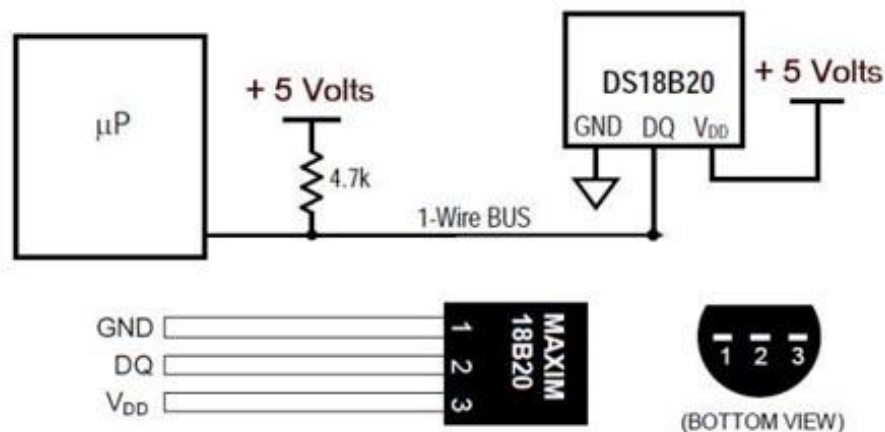 μP
+ 5 Volts
4.7k
1-Wire BUS
DS18B20
GND DQ VDD
+ 5 Volts
GND
DQ
VDD
1
2
3
MAXIM
18B20
1 2 3
(BOTTOM VIEW)